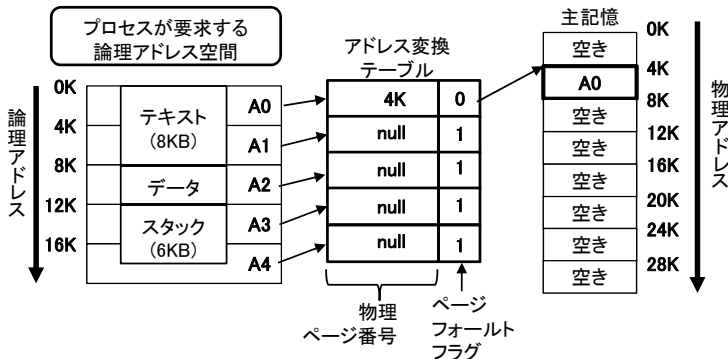 プロセスが要求する
論理アドレス空間
論理アドレス
0K
4K
8K
12K
16K
テキスト
(8KB)
データ
スタック
(6KB)
A0
A1
A2
A3
A4
アドレス変換
テーブル
4K 0
null 1
null 1
null 1
null 1
物理
ページ番号
ページ
フォールト
フラグ
主記憶
空き
A0
空き
空き
空き
空き
空き
空き
0K
4K
8K
12K
16K
20K
24K
28K
物理アドレス